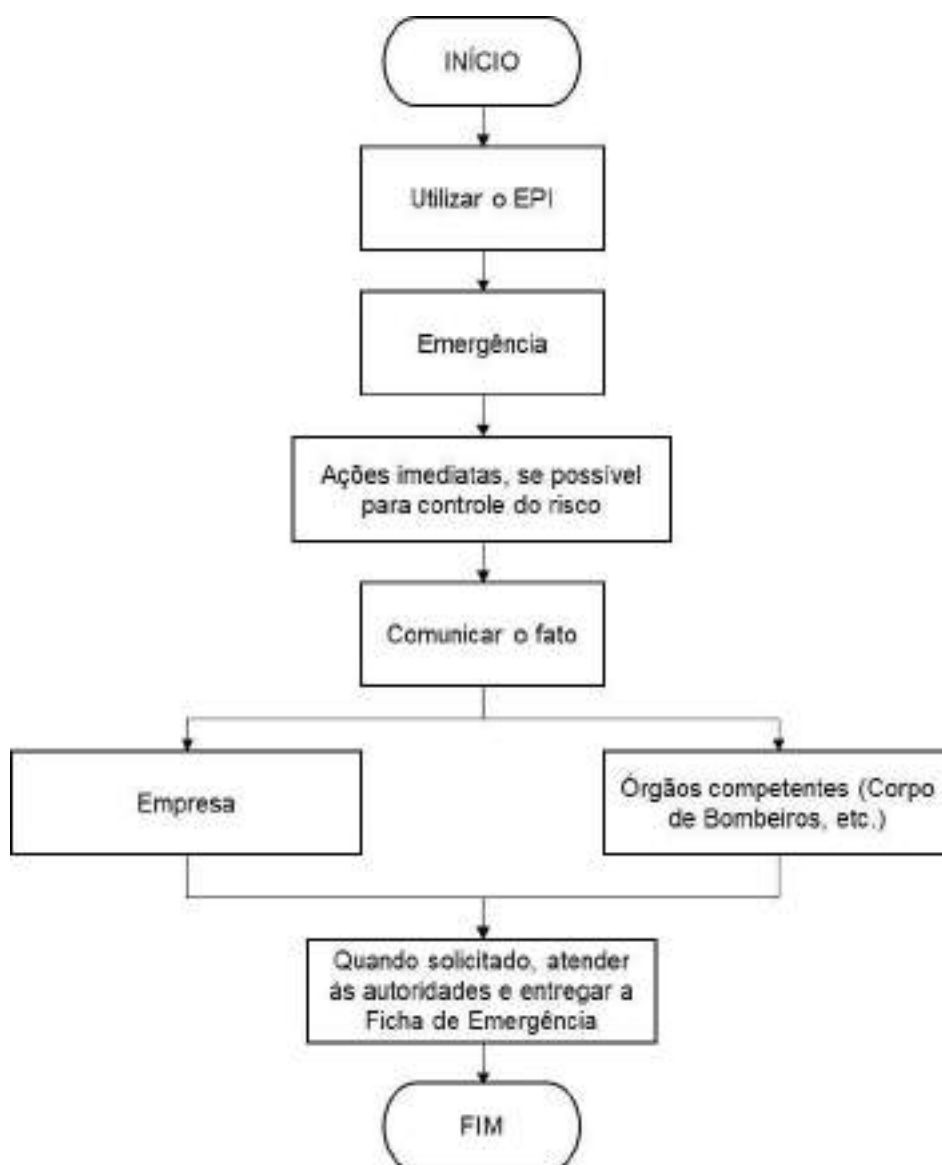 INÍCIO
Utilizar o EPI
Emergência
Ações imediatas, se possível
para controle do risco
Comunicar o fato
Empresa
Órgãos competentes (Corpo
de Bombeiros, etc.)
Quando solicitado, atender
às autoridades e entregar a
Ficha de Emergência
FIM